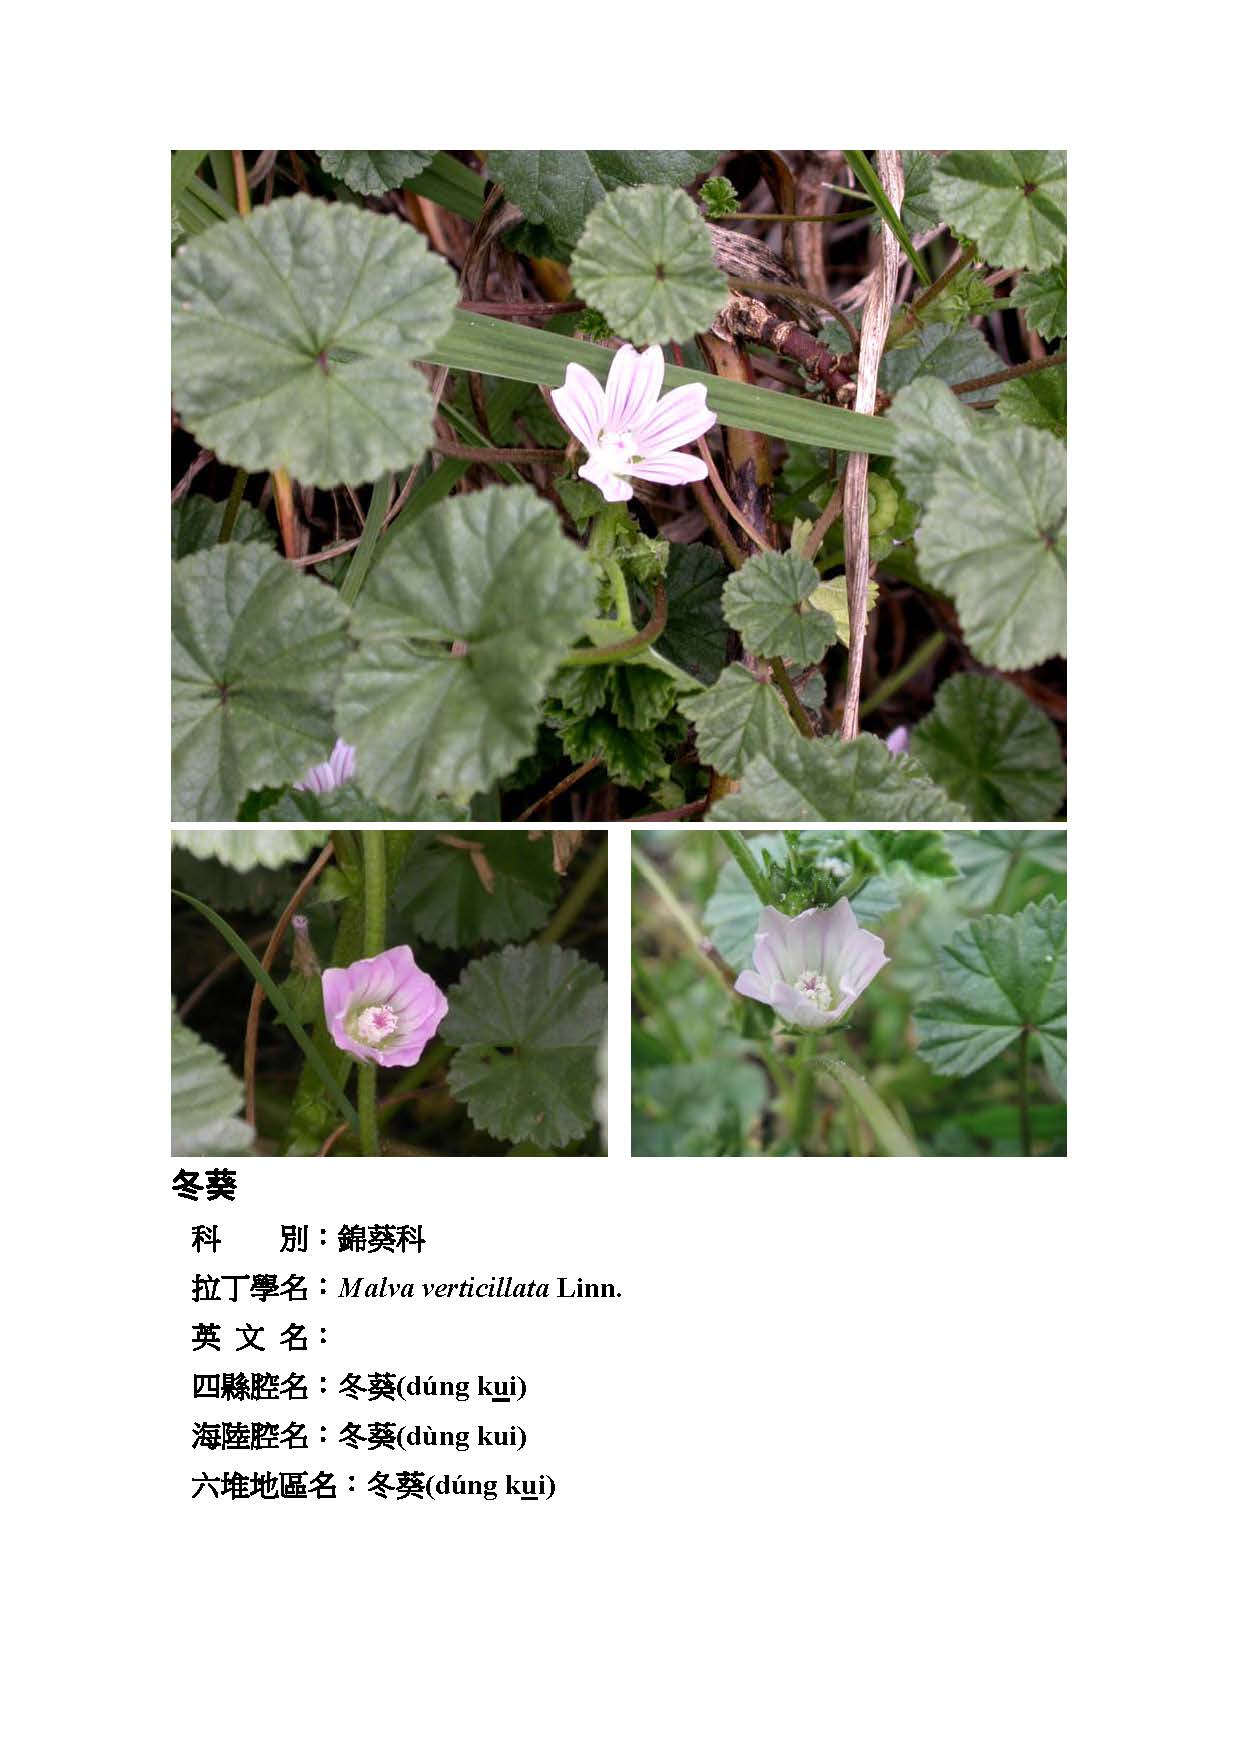 冬葵
科　　別：錦葵科
拉丁學名：Malva verticillata Linn.
英 文 名：
四縣腔名：冬葵(dúng kui)
海陸腔名：冬葵(dùng kui)
六堆地區名：冬葵(dúng kui)